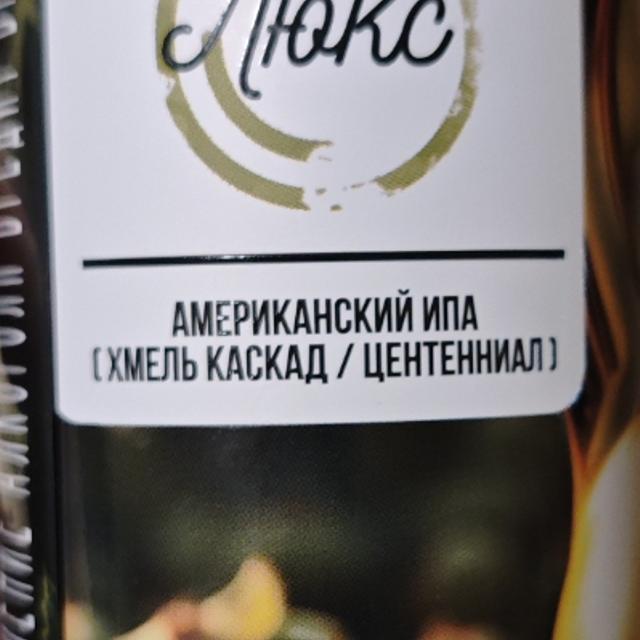 Люкс
АМЕРИКАНСКИЙ ИПА
(ХМЕЛЬ КАСКАД / ЦЕНТЕННИАЛ)